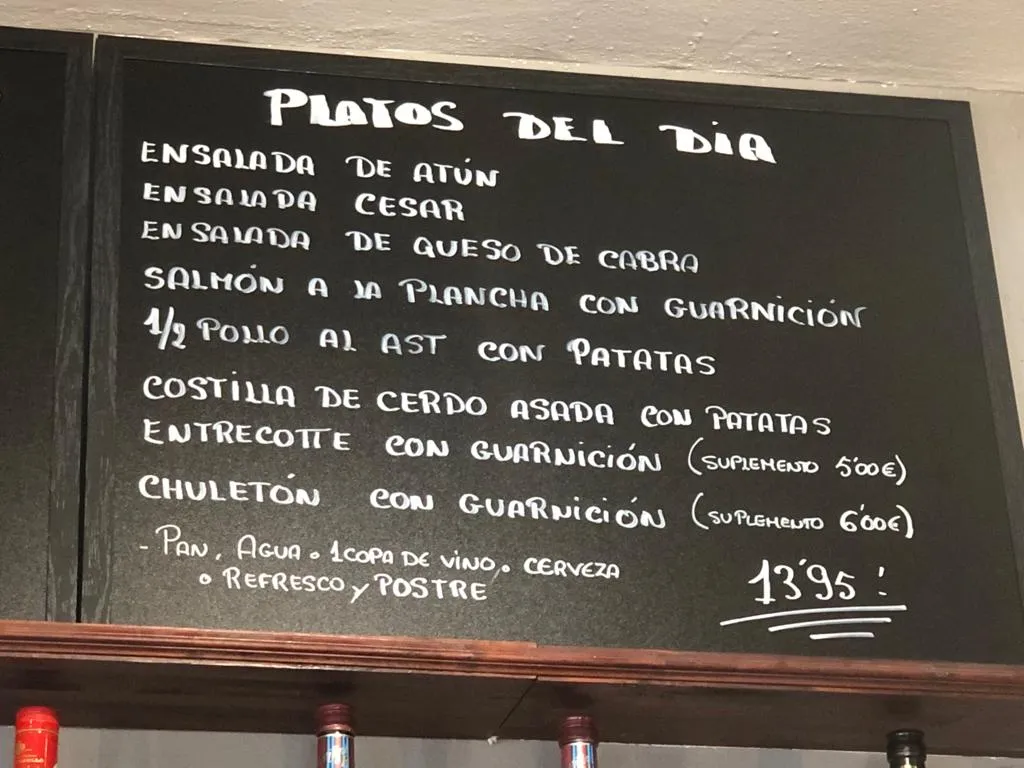 PLATOS DEL DIA
ENSALADA DE ATÚN
ENSALADA CESAR
ENSALADA DE QUESO DE CABRA
SALMÓN A LA PLANCHA CON GUARNICIÓN
1/2 POLLO AL AST CON PATATAS
COSTILLA DE CERDO ASADA CON PATATAS
ENTRECOTTE CON GUARNICIÓN (SUPLEMENTO 5'00€)
CHULETÓN CON GUARNICIÓN (SUPLEMENTO 6'00€)
- PAN, AGUA o 1 COPA DE VINO o CERVEZA
o REFRESCO y POSTRE
13'95!